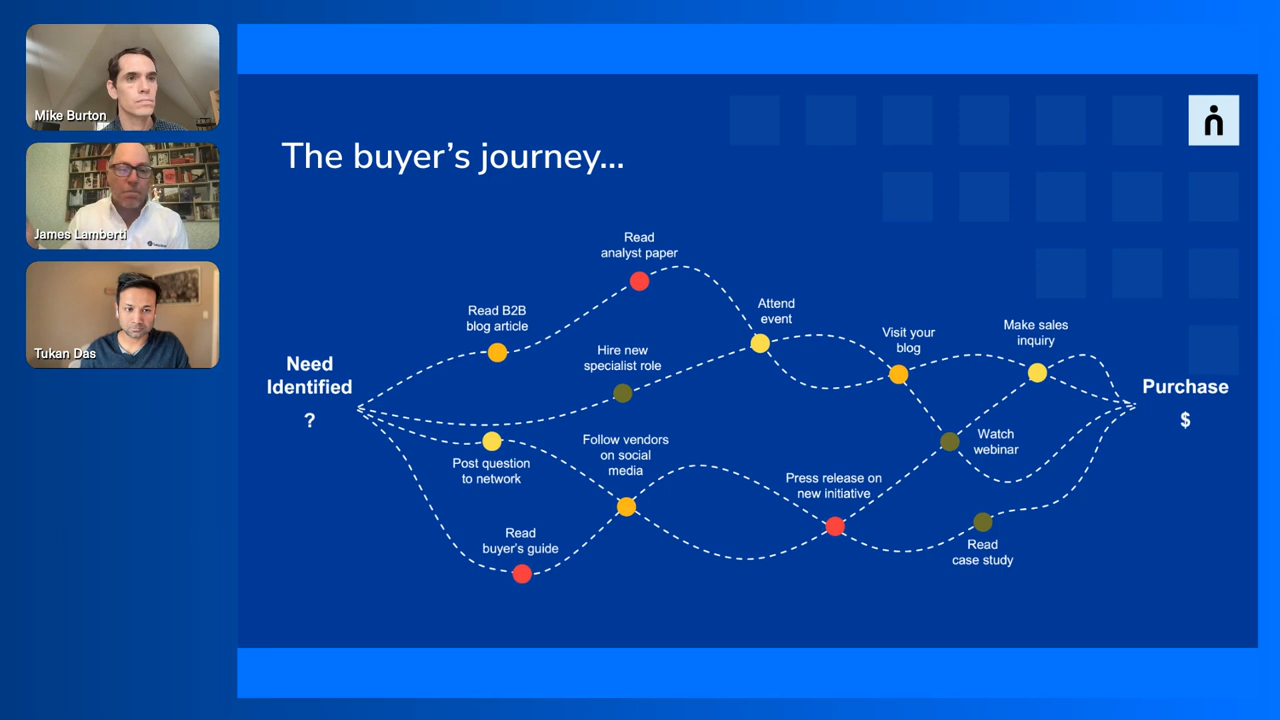 Mike Burton
James Lamberti
Tukan Das
The buyer's journey...
Need
Identified
?
Read B2B
blog article
Read
analyst paper
Hire new
specialist role
Post question
to network
Follow vendors
on social
media
Read
buyer's guide
Attend
event
Visit your
blog
Make sales
inquiry
Watch
webinar
Press release on
new initiative
Read
case study
Purchase
$